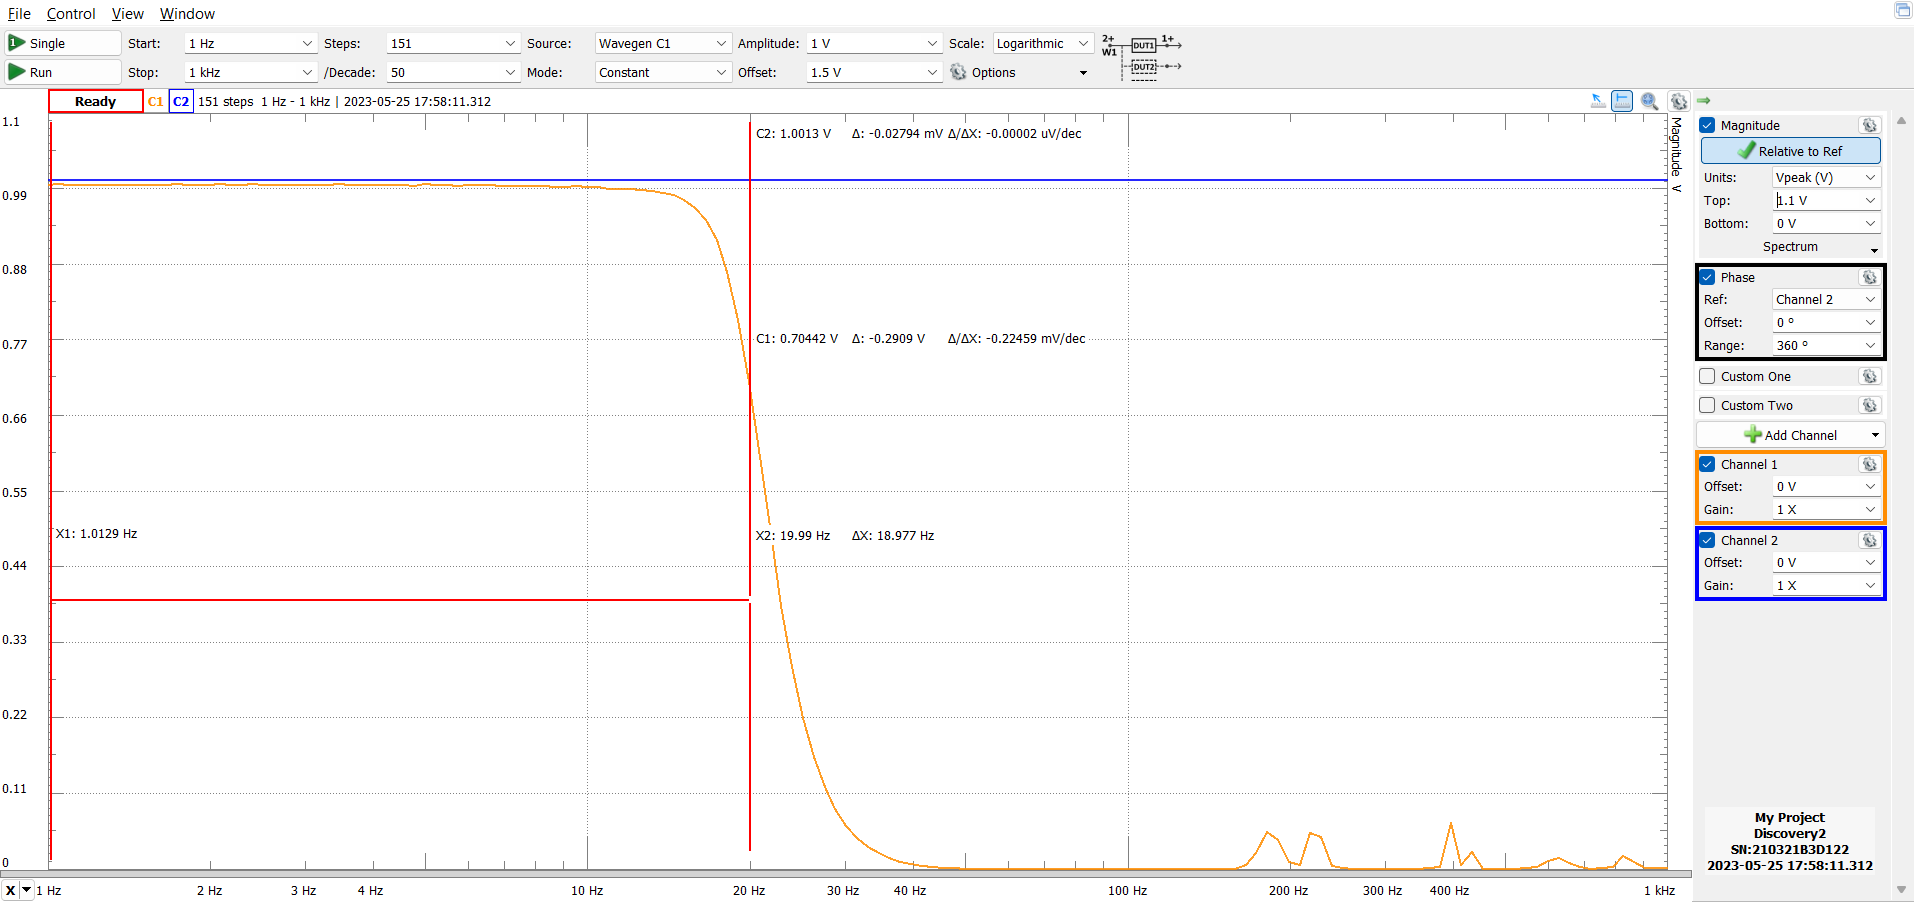 File Control View Window
Single Start: 1 Hz Steps: 151 Source: Wavegen C1 Amplitude: 1 V Scale: Logarithmic 2+ W1 DUT1 1+
Run Stop: 1 kHz /Decade: 50 Mode: Constant Offset: 1.5 V Options DUT2
Ready C1 C2 151 steps 1 Hz - 1 kHz | 2023-05-25 17:58:11.312
1.1
0.99
0.88
0.77
0.66
0.55
0.44
0.33
0.22
0.11
0
C2: 1.0013 V Δ: -0.02794 mV Δ/ΔX: -0.00002 uV/dec
C1: 0.70442 V Δ: -0.2909 V Δ/ΔX: -0.22459 mV/dec
X1: 1.0129 Hz
X2: 19.99 Hz ΔX: 18.977 Hz
X 1 Hz 2 Hz 3 Hz 4 Hz 10 Hz 20 Hz 30 Hz 40 Hz 100 Hz 200 Hz 300 Hz 400 Hz 1 kHz
Magnitude V
Magnitude
Relative to Ref
Units: Vpeak (V)
Top: 1.1 V
Bottom: 0 V
Spectrum
Phase
Ref: Channel 2
Offset: 0 º
Range: 360 º
Custom One
Custom Two
Add Channel
Channel 1
Offset: 0 V
Gain: 1 X
Channel 2
Offset: 0 V
Gain: 1 X
My Project
Discovery2
SN:210321B3D122
2023-05-25 17:58:11.312